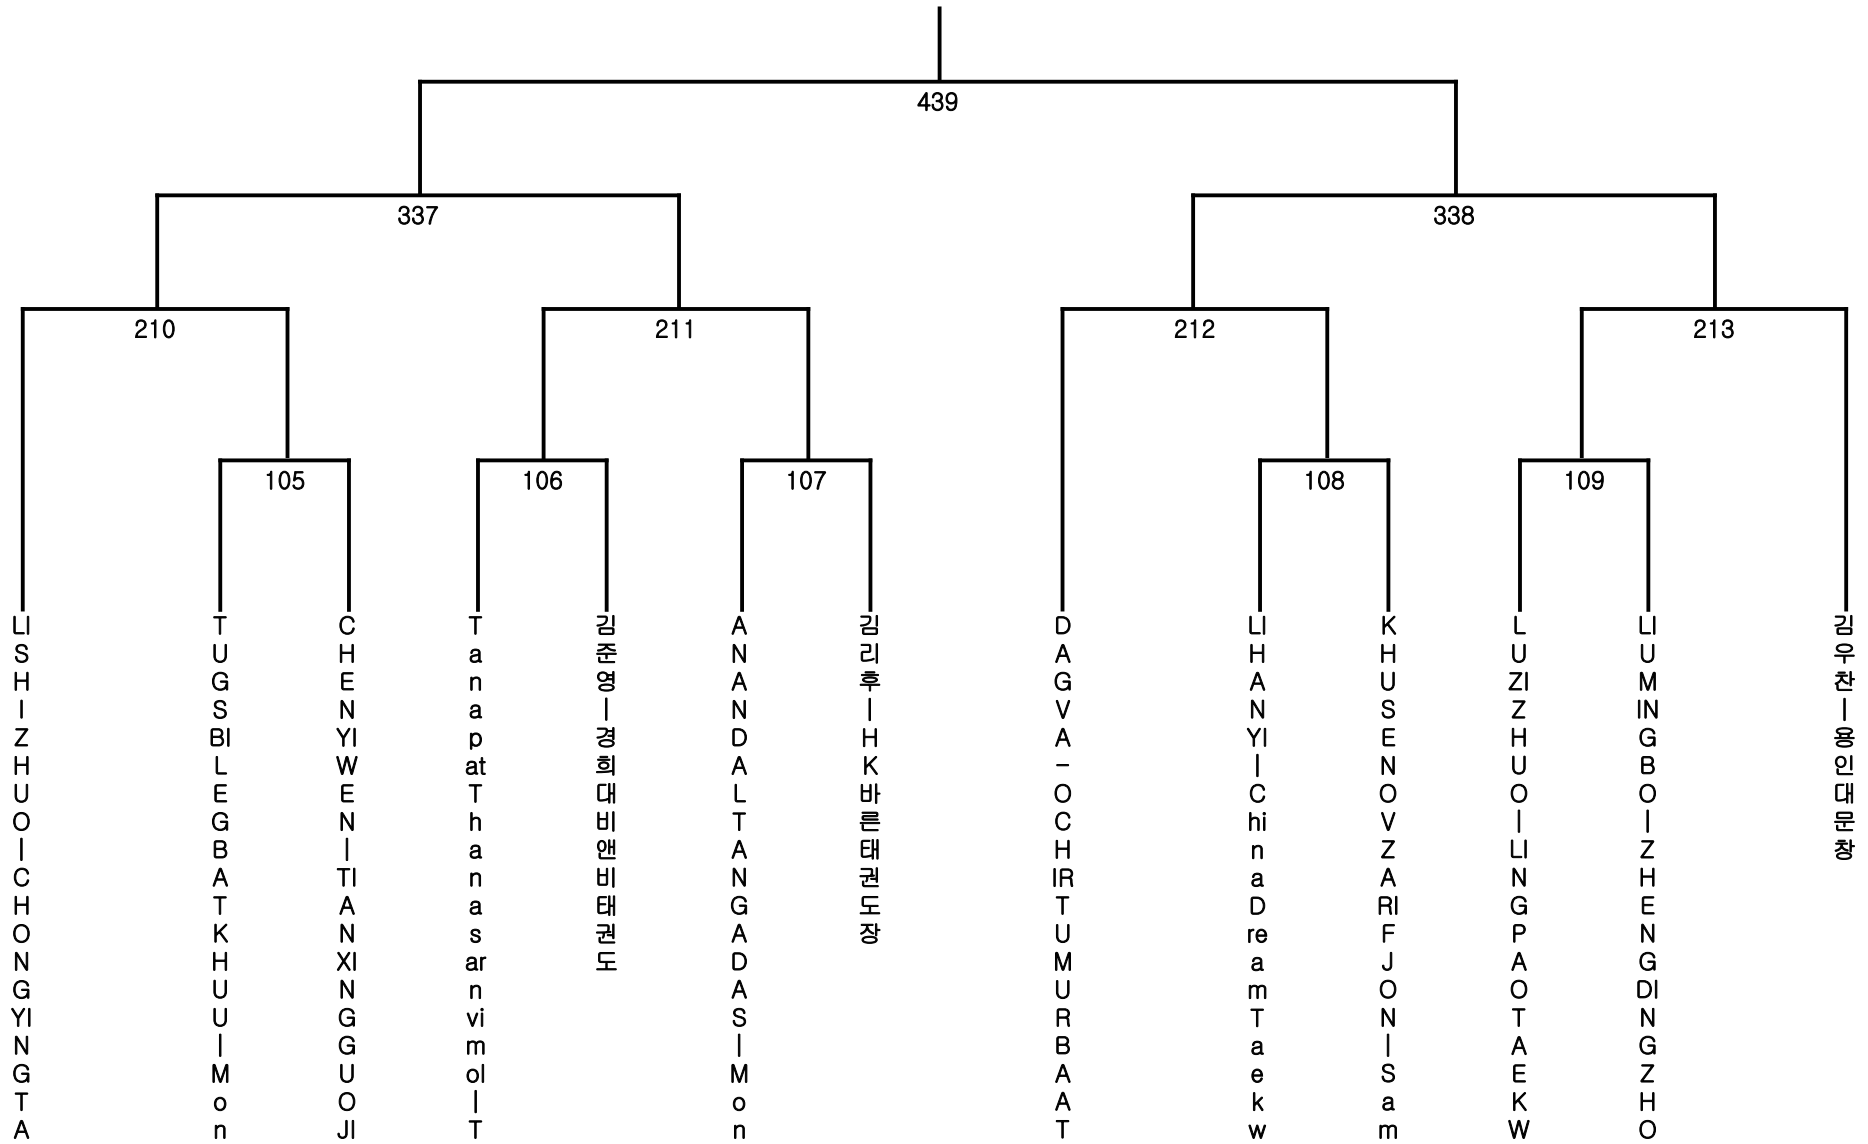 439
337
338
210
211
212
213
105
106
107
108
109
LISHIZHUO|CHONGYINGTA
TUGSBILEGBATKHUU|Mon
CHENYIWEN|TIANXINGGUOJI
TanapatThanasarnvimol|T
김준영|경희대비앤비태권도
ANANDALTANGADAS|Mon
김리후|HK바른태권도장
DAGVA-OCHIRTUMURBAAT
LIHANYI|ChinaDreamTaekw
KHUSENOVZARIFJON|Sam
LUZIZHUO|LINGPAOTAEKW
LIUMINGBO|ZHENGDINGZHO
김우찬|용인대문창